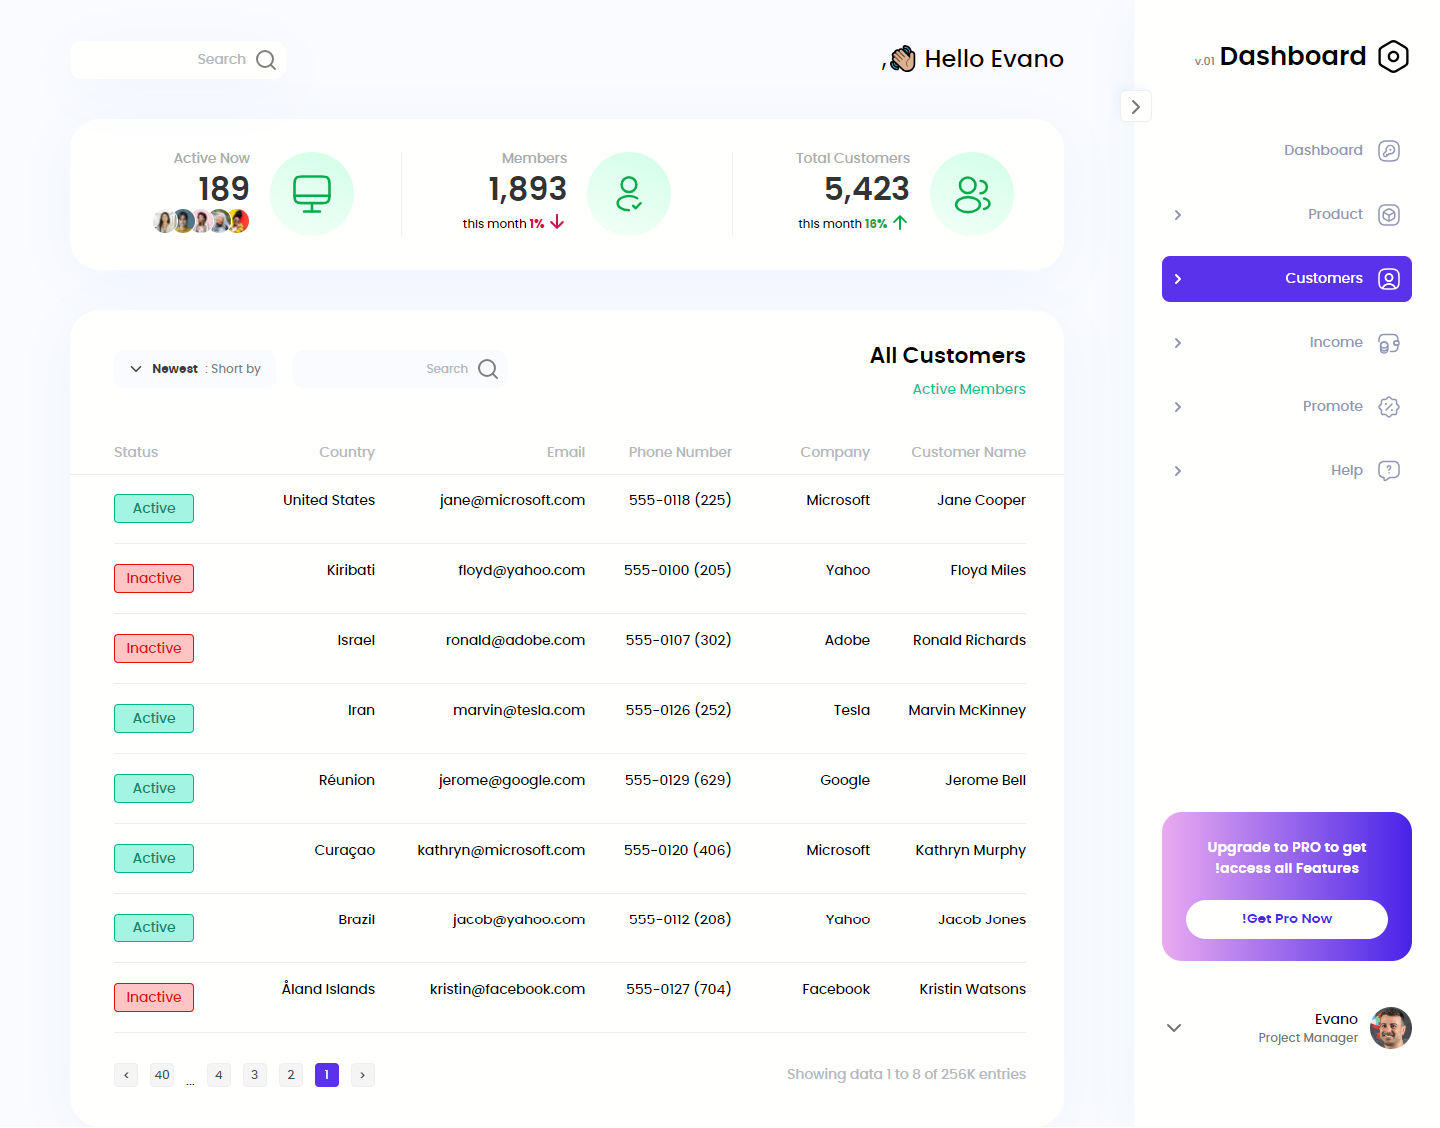 Dashboard v.01
Dashboard
Product
Customers
Income
Promote
Help
Upgrade to PRO to get
!access all Features
!Get Pro Now
Evano
Project Manager
,👋🏽 Hello Evano
Search
Total Customers
5,423
this month 16%
Members
1,893
this month 1%
Active Now
189
All Customers
Active Members
Search
Newest : Short by
Status Country Email Phone Number Company Customer Name
Active United States jane@microsoft.com 555-0118 (225) Microsoft Jane Cooper
Inactive Kiribati floyd@yahoo.com 555-0100 (205) Yahoo Floyd Miles
Inactive Israel ronald@adobe.com 555-0107 (302) Adobe Ronald Richards
Active Iran marvin@tesla.com 555-0126 (252) Tesla Marvin McKinney
Active Réunion jerome@google.com 555-0129 (629) Google Jerome Bell
Active Curaçao kathryn@microsoft.com 555-0120 (406) Microsoft Kathryn Murphy
Active Brazil jacob@yahoo.com 555-0112 (208) Yahoo Jacob Jones
Inactive Åland Islands kristin@facebook.com 555-0127 (704) Facebook Kristin Watsons
‹ 40 ... 4 3 2 1 ›
Showing data 1 to 8 of 256K entries